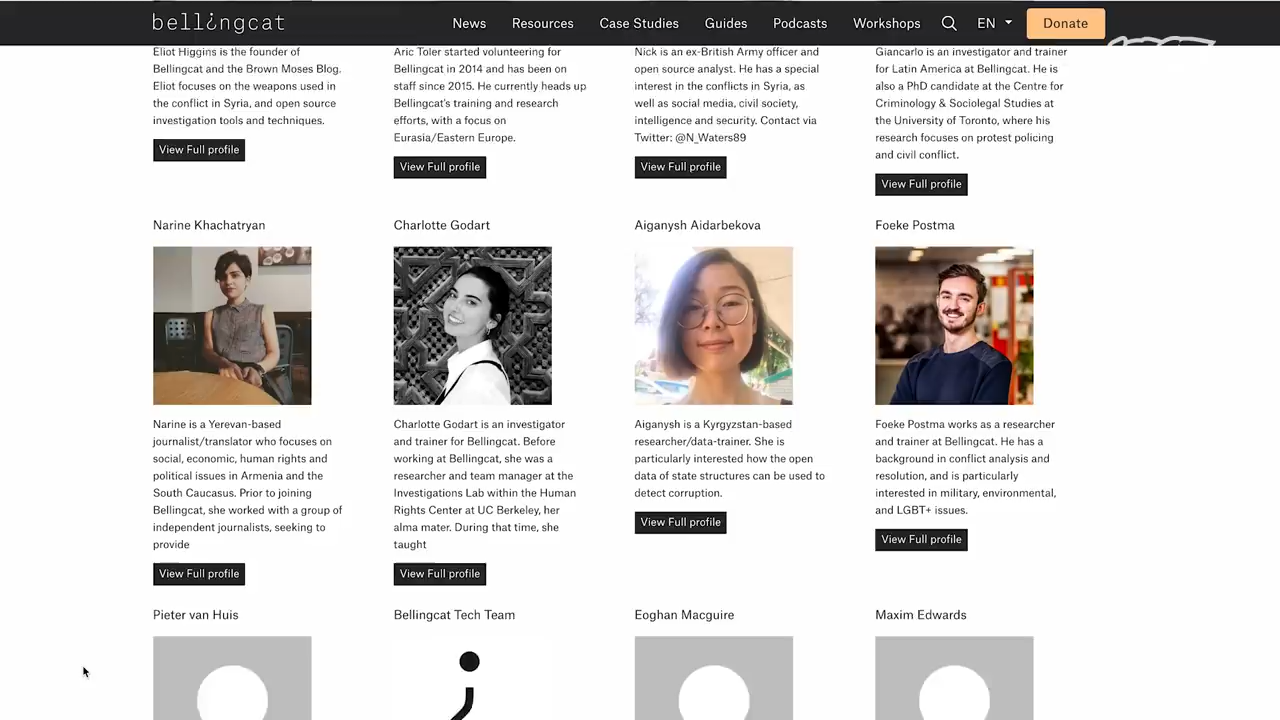 bellingcat
News
Resources
Case Studies
Guides
Podcasts
Workshops
EN
Donate
Eliot Higgins is the founder of
Bellingcat and the Brown Moses Blog.
Eliot focuses on the weapons used in
the conflict in Syria, and open source
investigation tools and techniques.
View Full profile
Aric Toler started volunteering for
Bellingcat in 2014 and has been on
staff since 2015. He currently heads up
Bellingcat's training and research
efforts, with a focus on
Eurasia/Eastern Europe.
View Full profile
Nick is an ex-British Army officer and
open source analyst. He has a special
interest in the conflicts in Syria, as
well as social media, civil society,
intelligence and security. Contact via
Twitter: @N_Waters89
View Full profile
Giancarlo is an investigator and trainer
for Latin America at Bellingcat. He is
also a PhD candidate at the Centre for
Criminology & Sociolegal Studies at
the University of Toronto, where his
research focuses on protest policing
and civil conflict.
View Full profile
Narine Khachatryan
Narine is a Yerevan-based
journalist/translator who focuses on
social, economic, human rights and
political issues in Armenia and the
South Caucasus. Prior to joining
Bellingcat, she worked with a group of
independent journalists, seeking to
provide
View Full profile
Charlotte Godart
Charlotte Godart is an investigator
and trainer for Bellingcat. Before
working at Bellingcat, she was a
researcher and team manager at the
Investigations Lab within the Human
Rights Center at UC Berkeley, her
alma mater. During that time, she
taught
View Full profile
Aiganysh Aidarbekova
Aiganysh is a Kyrgyzstan-based
researcher/data-trainer. She is
particularly interested how the open
data of state structures can be used to
detect corruption.
View Full profile
Foeke Postma
Foeke Postma works as a researcher
and trainer at Bellingcat. He has a
background in conflict analysis and
resolution, and is particularly
interested in military, environmental,
and LGBT+ issues.
View Full profile
Pieter van Huis
Bellingcat Tech Team
Eoghan Macguire
Maxim Edwards